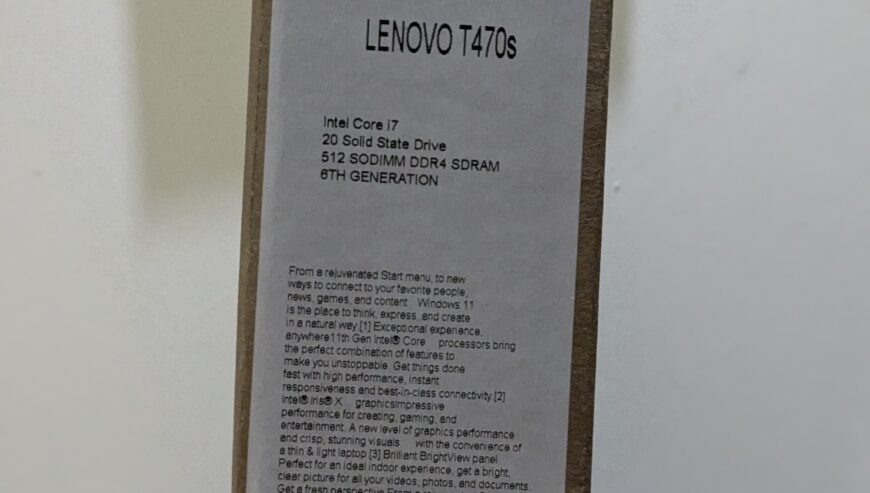 LENOVO T470s
Intel Core i7
20 Solid State Drive
512 SODIMM DDR4 SDRAM
6TH GENERATION
From a rejuvenated Start menu, to new
ways to connect to your favorite people,
news, games, and content Windows 11
is the place to think, express, and create
in a natural way [1] Exceptional experience,
anywhere11th Gen Intel® Core processors bring
the perfect combination of features to
make you unstoppable. Get things done
fast with high performance, instant
responsiveness and best-in-class connectivity [2]
Intel® Iris® X graphicsImpressive
performance for creating, gaming, and
entertainment. A new level of graphics performance
and crisp, stunning visuals with the convenience of
a thin & light laptop [3] Brilliant BrightView panel
Perfect for an ideal indoor experience, get a bright,
clear picture for all your videos, photos, and documents.
Get a fresh perspective From a